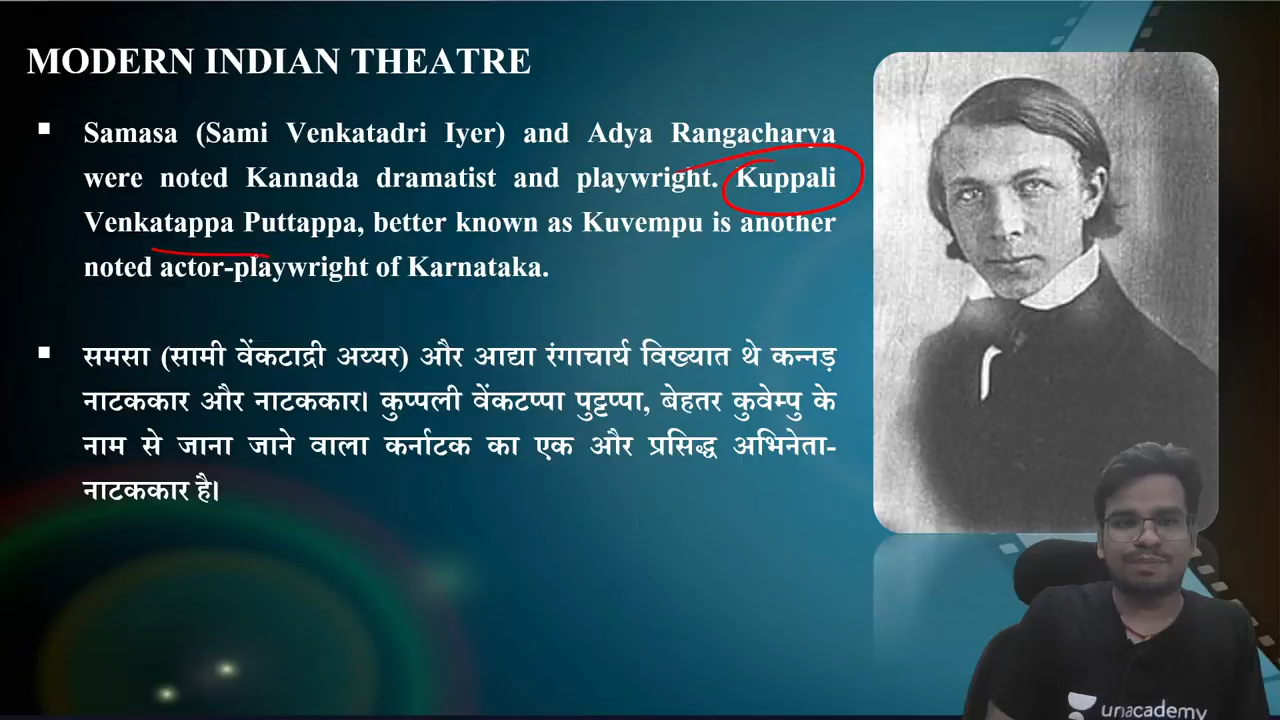 MODERN INDIAN THEATRE
▪ Samasa (Sami Venkatadri Iyer) and Adya Rangacharya
were noted Kannada dramatist and playwright. Kuppali
Venkatappa Puttappa, better known as Kuvempu is another
noted actor-playwright of Karnataka.
▪ समसा (सामी वेंकटाद्री अय्यर) और आद्या रंगाचार्य विख्यात थे कन्नड़
नाटककार और नाटककार। कुप्पली वेंकटप्पा पुट्टप्पा, बेहतर कुवेम्पु के
नाम से जाना जाने वाला कर्नाटक का एक और प्रसिद्ध अभिनेता-
नाटककार है।
unacademy